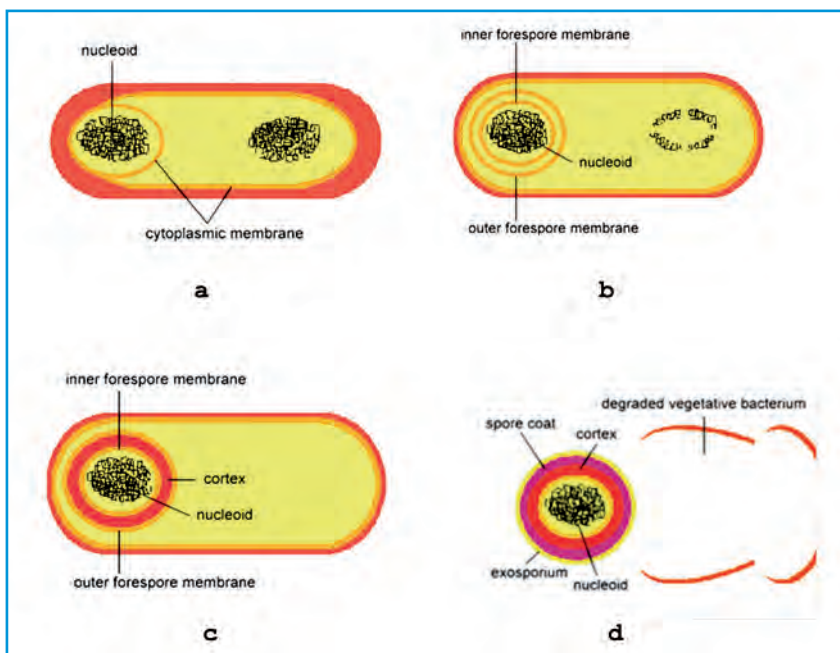 nucleoid
cytoplasmic membrane
a
inner forespore membrane
nucleoid
outer forespore membrane
b
inner forespore membrane
cortex
nucleoid
outer forespore membrane
c
degraded vegetative bacterium
spore coat
cortex
exosporium
nucleoid
d